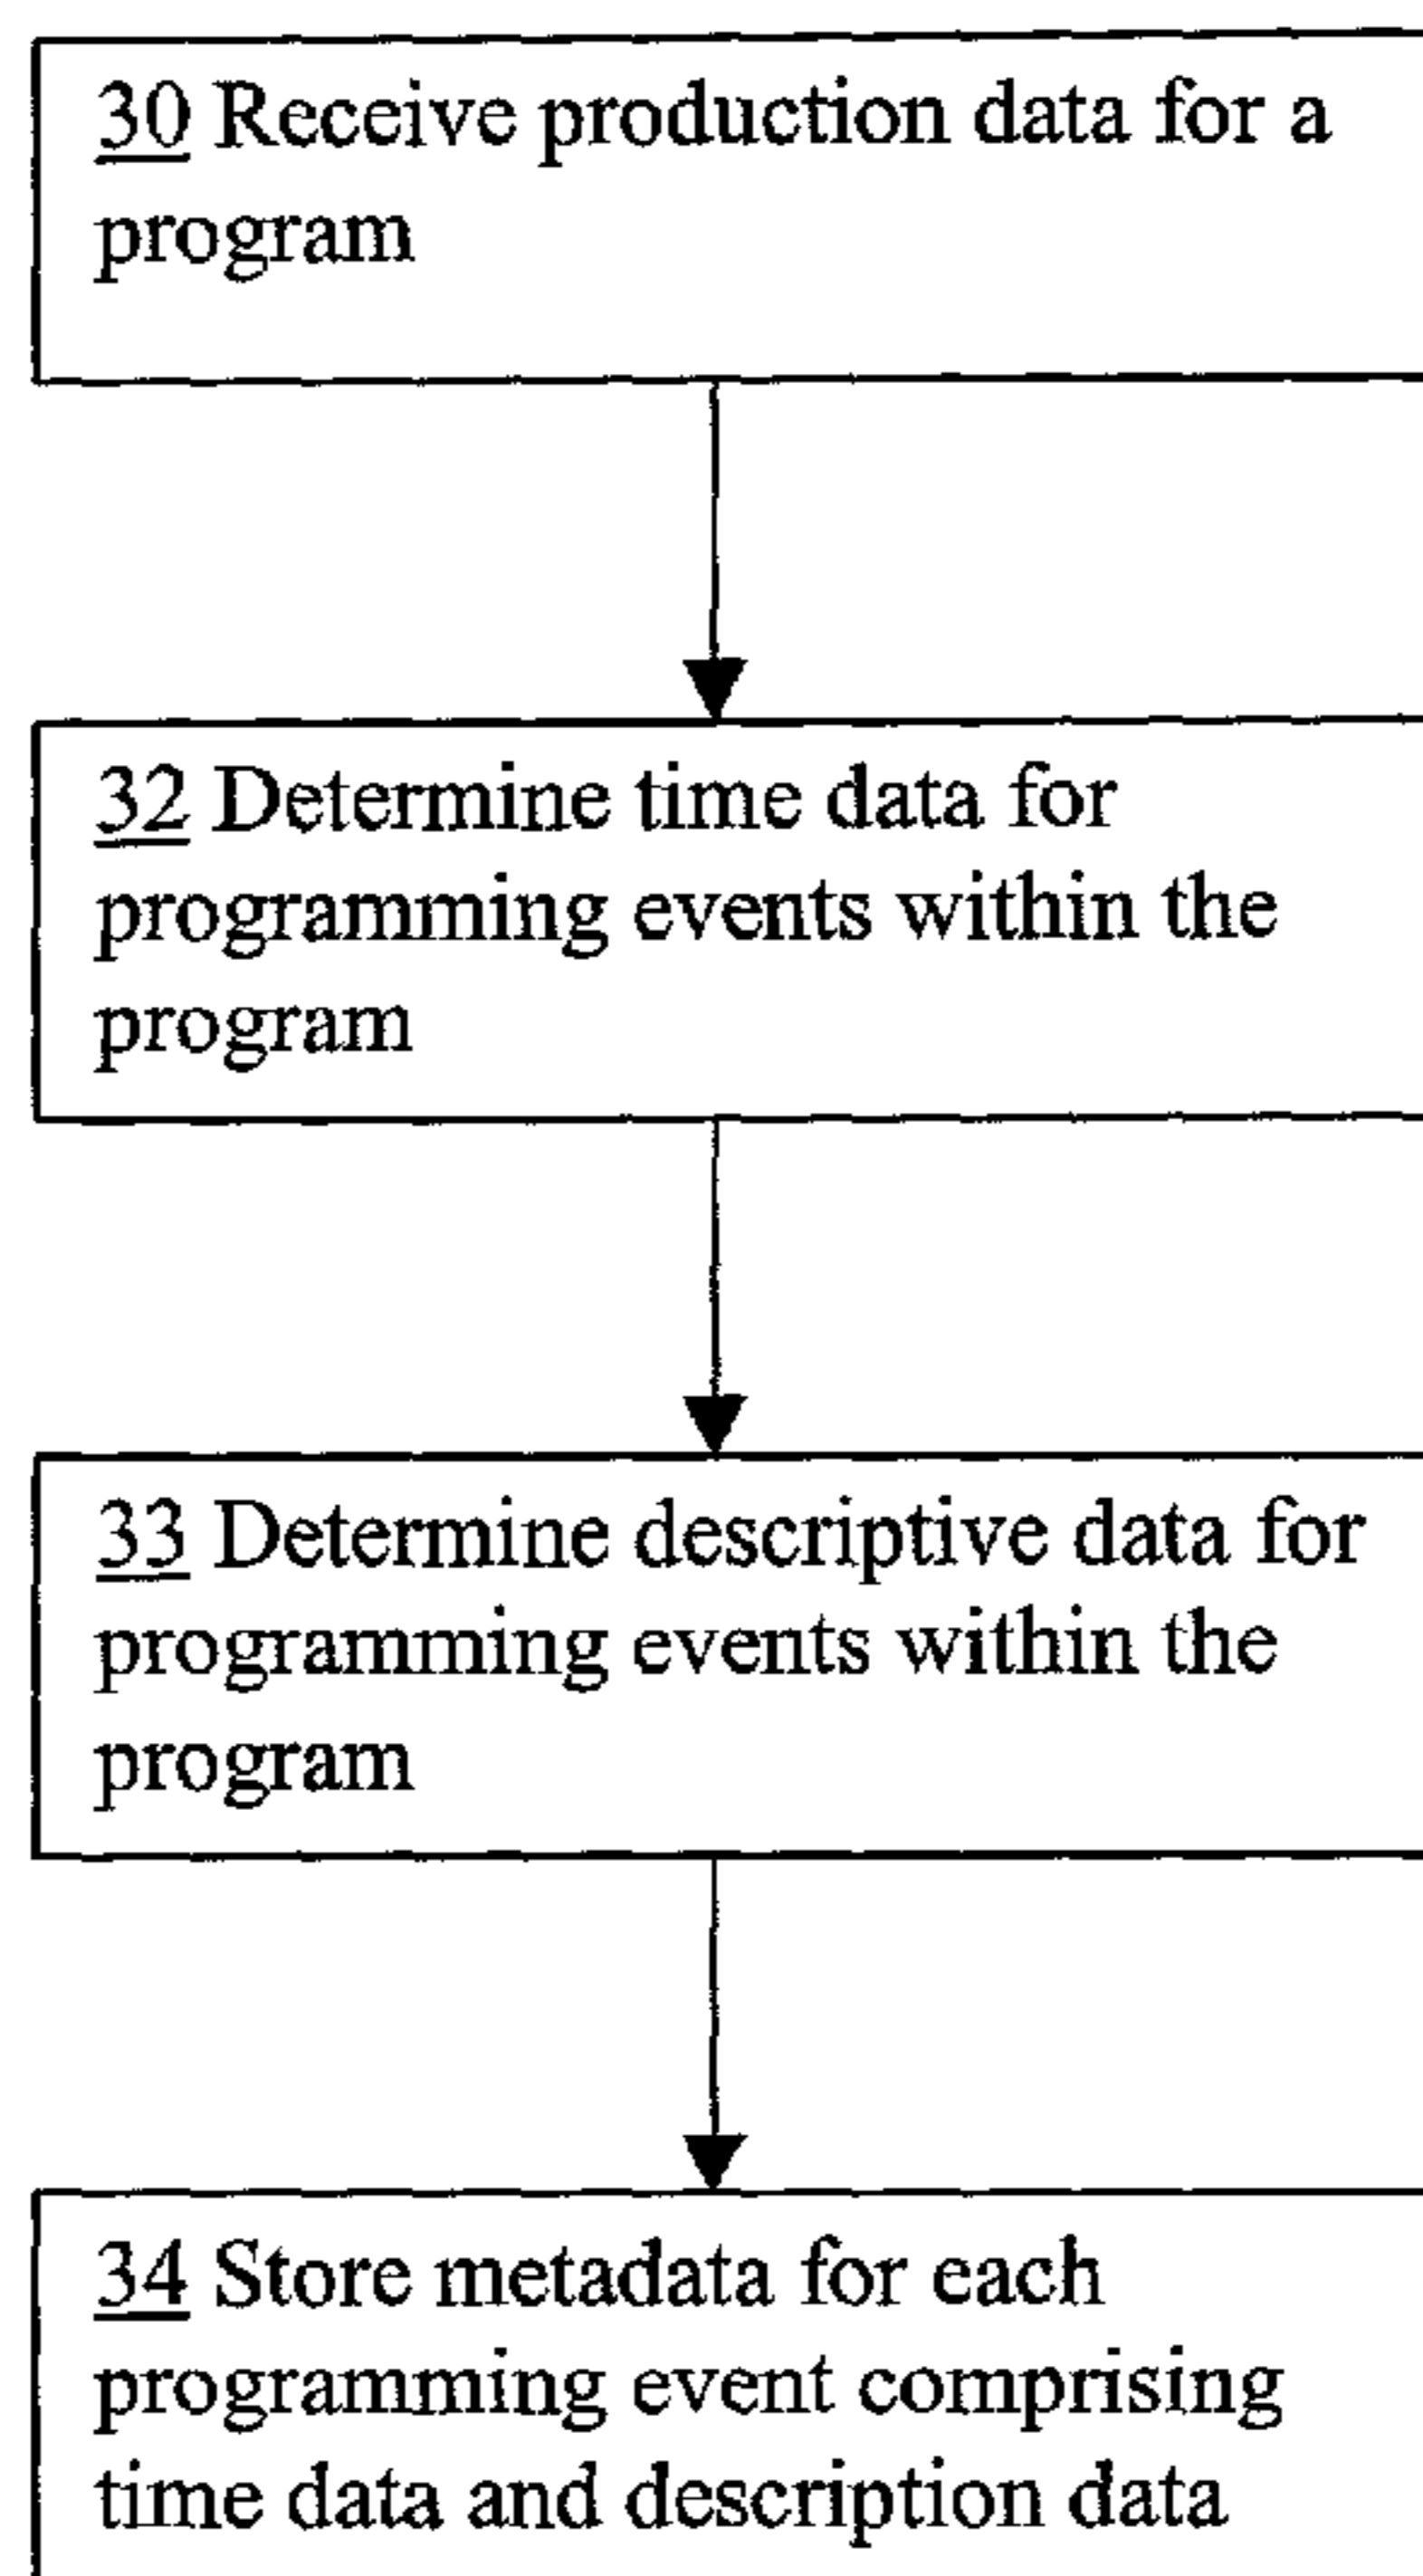 30 Receive production data for a
program
32 Determine time data for
programming events within the
program
33 Determine descriptive data for
programming events within the
program
34 Store metadata for each
programming event comprising
time data and description data